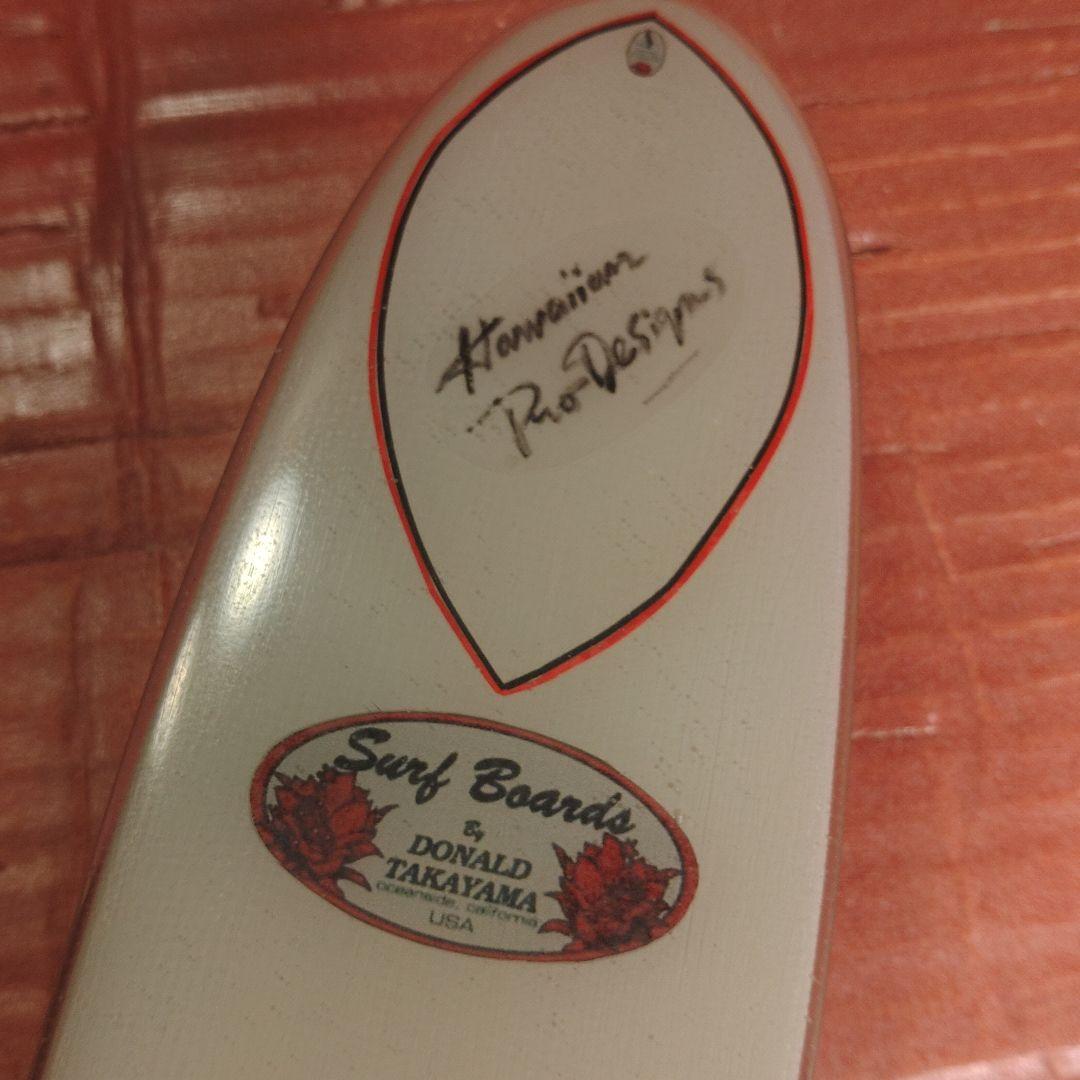 Hawaiian
Pro-Designs
Surf Boards
By
DONALD
TAKAYAMA
oceanside, california
USA